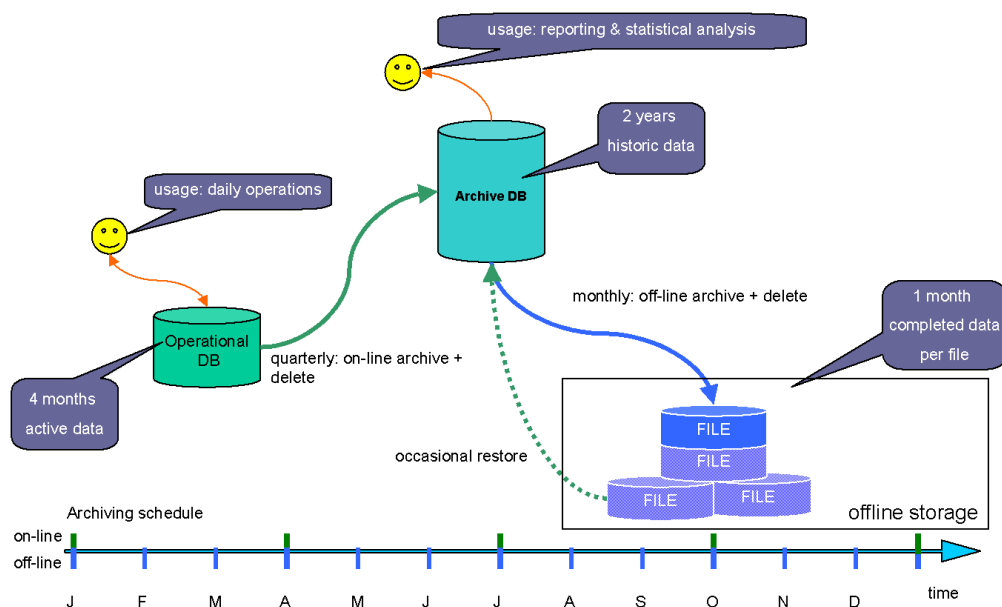 usage: reporting & statistical analysis
2 years
historic data
Archive DB
usage: daily operations
monthly: off-line archive + delete
1 month
completed data
per file
Operational
DB
quarterly: on-line archive +
delete
4 months
active data
FILE
FILE
FILE
FILE
occasional restore
offline storage
Archiving schedule
on-line
off-line
J F M A M J J A S O N D
time